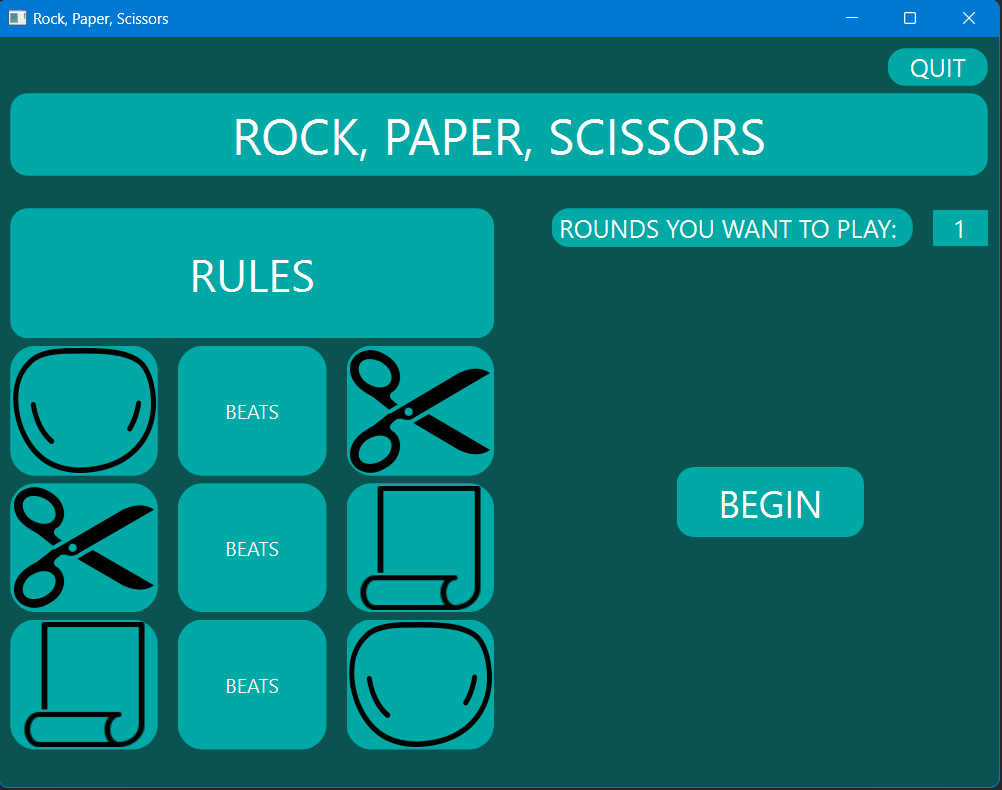 Rock, Paper, Scissors
QUIT
ROCK, PAPER, SCISSORS
RULES
ROUNDS YOU WANT TO PLAY:
1
BEATS
BEGIN
BEATS
BEATS